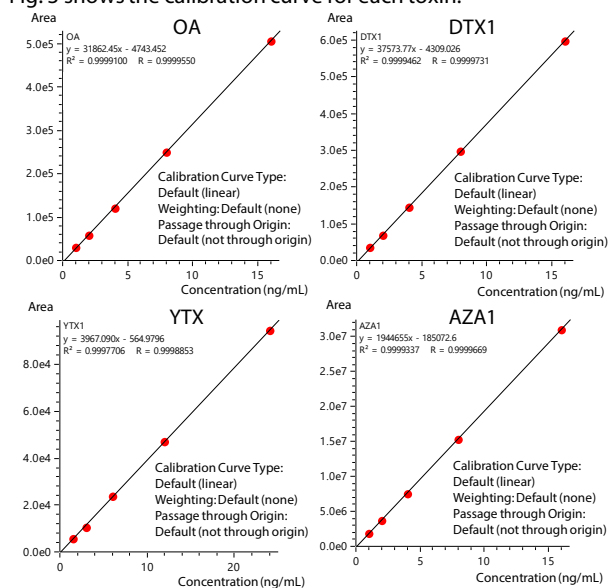 Fig. shows the calibration curve for each toxin.
Area
OA
OA
y = 31862.45x - 4743.452
R² = 0.9999100 R = 0.9999550
5.0e5
4.0e5
3.0e5
2.0e5
1.0e5
0.0e0
Calibration Curve Type:
Default (linear)
Weighting: Default (none)
Passage through Origin:
Default (not through origin)
0 5 10 15
Concentration (ng/mL)
Area
DTX1
DTX1
y = 37573.77x - 4309.026
R² = 0.9999462 R = 0.9999731
6.0e5
5.0e5
4.0e5
3.0e5
2.0e5
1.0e5
0.0e0
Calibration Curve Type:
Default (linear)
Weighting: Default (none)
Passage through Origin:
Default (not through origin)
0 5 10 15
Concentration (ng/mL)
Area
YTX
YTX1
y = 3967.090x - 564.9796
R² = 0.9997706 R = 0.9998853
8.0e4
6.0e4
4.0e4
2.0e4
0.0e0
Calibration Curve Type:
Default (linear)
Weighting: Default (none)
Passage through Origin:
Default (not through origin)
0 10 20
Concentration (ng/mL)
Area
AZA1
AZA1
y = 1944655x - 185072.6
R² = 0.9999337 R = 0.9999669
3.0e7
2.0e7
1.5e7
1.0e7
5.0e6
0.0e0
Calibration Curve Type:
Default (linear)
Weighting: Default (none)
Passage through Origin:
Default (not through origin)
0 5 10 15
Concentration (ng/mL)